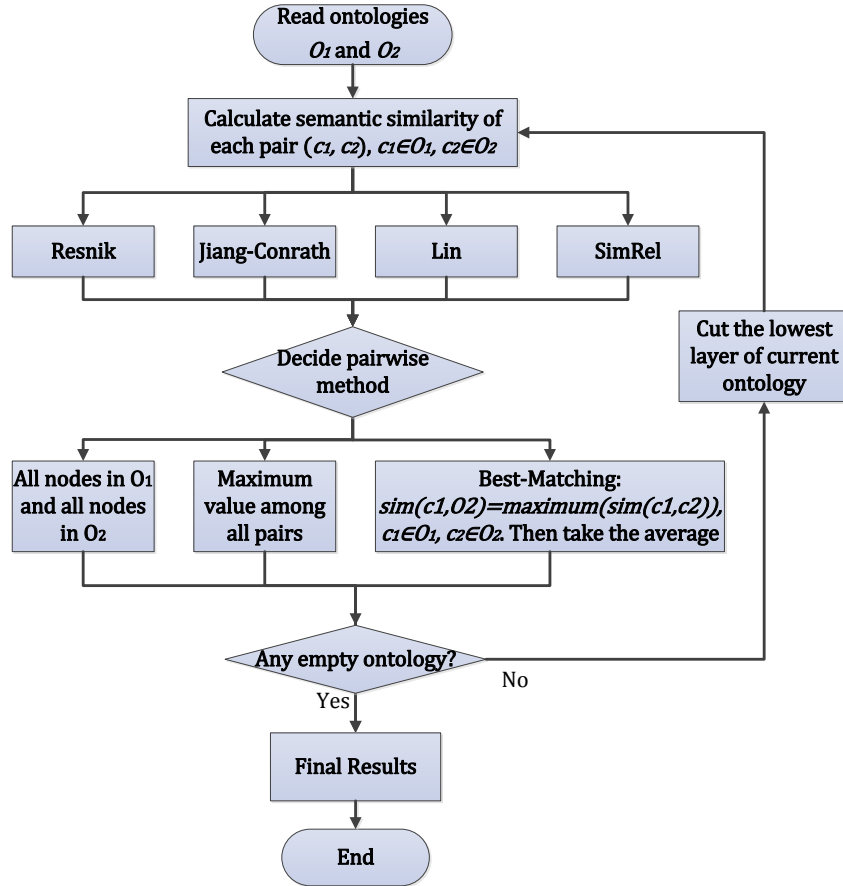 Read ontologies
O₁ and O₂
Calculate semantic similarity of
each pair (c₁, c₂), c₁∈O₁, c₂∈O₂
Resnik
Jiang-Conrath
Lin
SimRel
Cut the lowest
layer of current
ontology
Decide pairwise
method
All nodes in O₁
and all nodes
in O₂
Maximum
value among
all pairs
Best-Matching:
sim(c1,O2)=maximum(sim(c1,c2)),
c₁∈O₁, c₂∈O₂. Then take the average
Any empty ontology?
No
Yes
Final Results
End